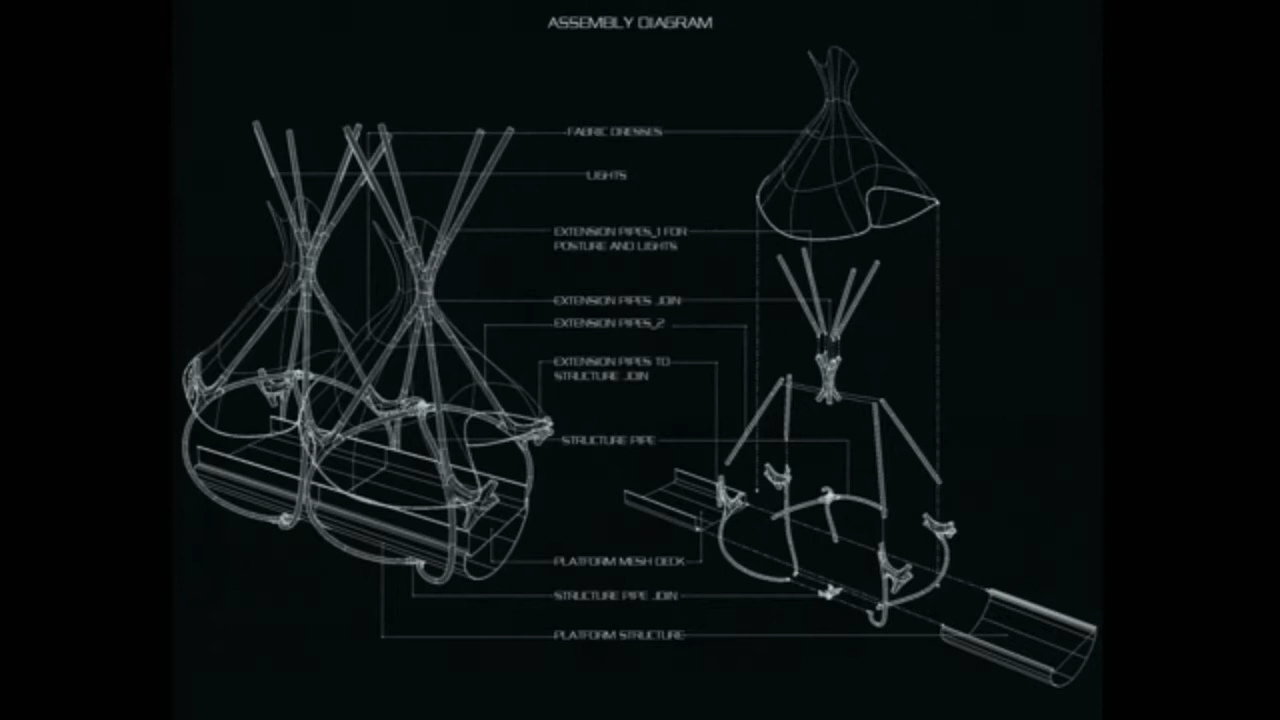 ASSEMBLY DIAGRAM
FABRIC DRESSES
LIGHTS
EXTENSION PIPES_1 FOR
POSTURE AND LIGHTS
EXTENSION PIPES JOIN
EXTENSION PIPES_2
EXTENSION PIPES TO
STRUCTURE JOIN
STRUCTURE PIPE
PLATFORM MESH DECK
STRUCTURE PIPE JOIN
PLATFORM STRUCTURE